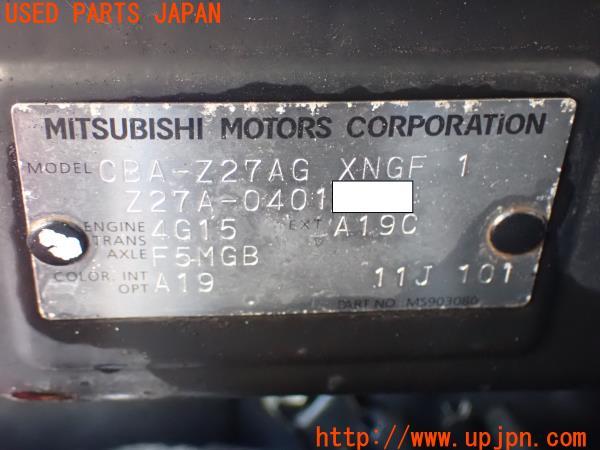 USED PARTS JAPAN
MITSUBISHI MOTORS CORPORATION
MODEL CBA-Z27AG XNGF 1
Z27A-0401
ENGINE 4G15 EXT A19C
TRANS
AXLE F5MGB
COLOR, INT
OPT A19 11J 101
PART NO. MS903080
http://www.upjpn.com